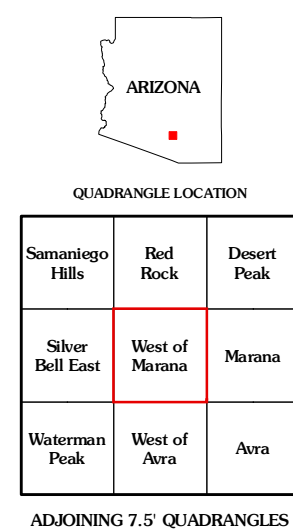 ARIZONA
QUADRANGLE LOCATION
Samaniego
Hills
Red
Rock
Desert
Peak
Silver
Bell East
West of
Marana
Marana
Waterman
Peak
West of
Avra
Avra
ADJOINING 7.5' QUADRANGLES